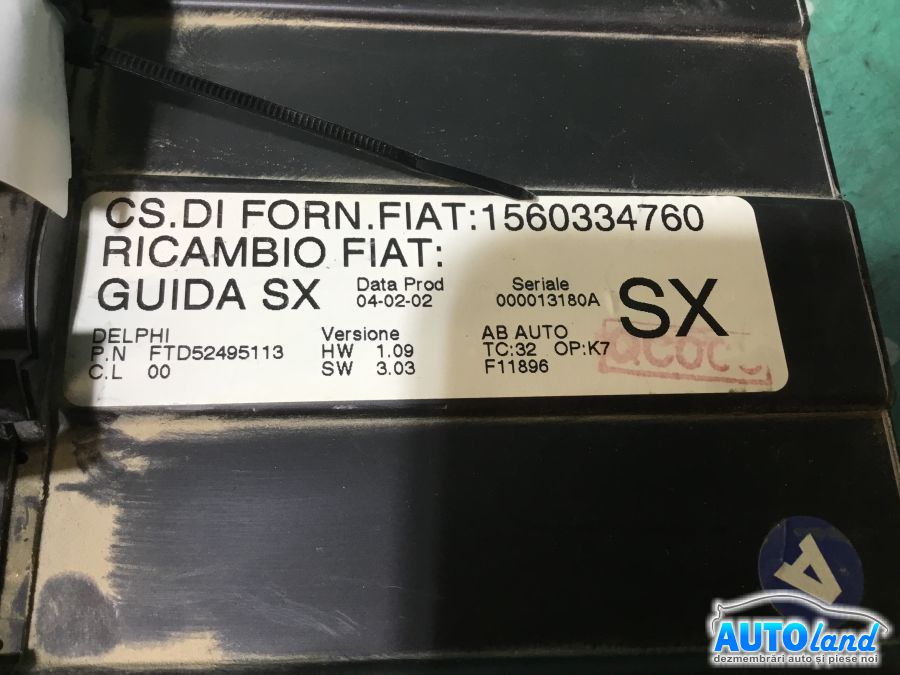 CS.DI FORN.FIAT:1560334760
RICAMBIO FIAT:
GUIDA SX Data Prod 04-02-02 Seriale 000013180A SX
DELPHI Versione AB AUTO
P.N FTD52495113 HW 1.09 TC:32 OP:K7
C.L 00 SW 3.03 F11896
A
AUTOland
dezmembrări auto și piese noi